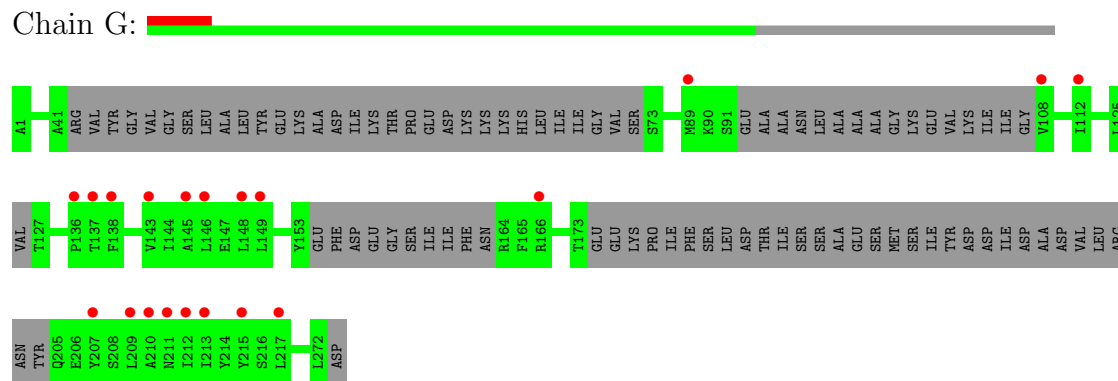 Chain G:
A1 A41 ARG VAL TYR GLY VAL GLY SER LEU ALA LEU TYR GLU LYS ALA ASP ILE LYS THR PRO GLU ASP LYS LYS LYS HIS LEU ILE ILE GLY VAL SER S73 M89 K90 S91 GLU ALA ALA ASN LEU ALA ALA ALA GLY LYS GLU VAL LYS ILE ILE GLY V108 I112 L125
VAL T127 P136 T137 F138 V143 I144 A145 L146 E147 L148 L149 Y153 GLU PHE ASP GLU GLY SER ILE ILE PHE ASN R164 F165 R166 T173 GLU GLU LYS PRO ILE PHE SER LEU ASP THR ILE SER SER ALA GLU SER MET SER ILE TYR ASP ASP ILE ASP ALA ASP VAL LEU ARG
ASN TYR Q205 E206 Y207 S208 L209 A210 N211 I212 I213 Y214 Y215 S216 L217 L272 ASP